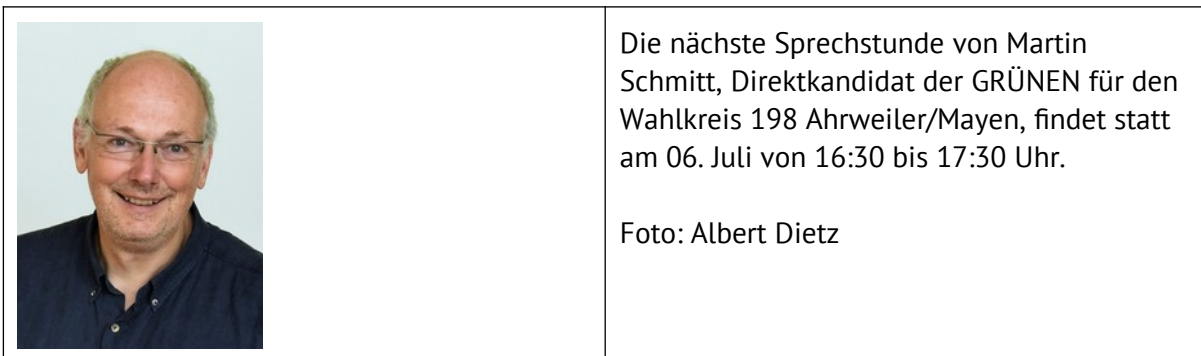 Die nächste Sprechstunde von Martin
Schmitt, Direktkandidat der GRÜNEN für den
Wahlkreis 198 Ahrweiler/Mayen, findet statt
am 06. Juli von 16:30 bis 17:30 Uhr.
Foto: Albert Dietz